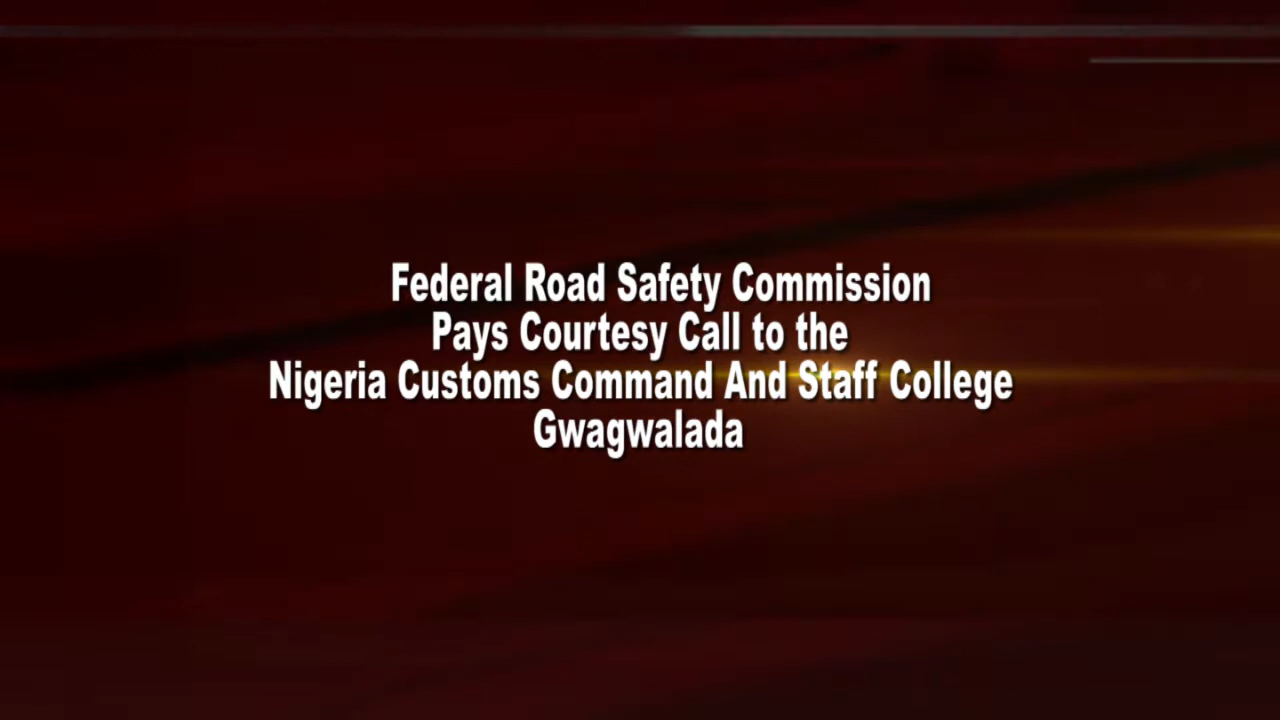 Federal Road Safety Commission
Pays Courtesy Call to the
Nigeria Customs Command And Staff College
Gwagwalada